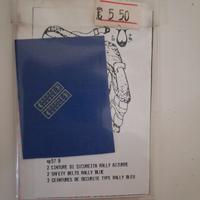 £ 5 50
sp57 B
2 CINTURE DI SICUREZZA RALLY AZZURRE
2 SAFETY BELTS RALLY BLUE
2 CEINTURES DE SECURITE TYPE RALLY BLEU